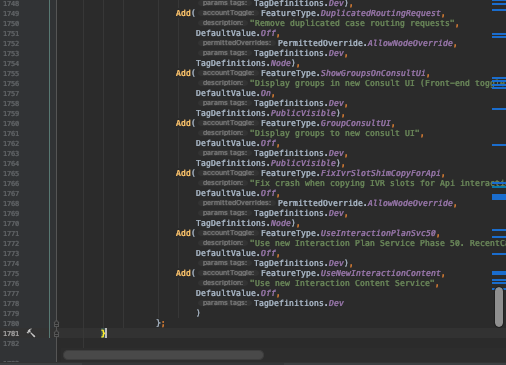 1748 params tags: TagDefinitions.Dev),
1749 Add( accountToggle: FeatureType.DuplicatedRoutingRequest,
1750 description: "Remove duplicated case routing requests",
1751 DefaultValue.Off,
1752 permittedOverrides: PermittedOverride.AllowNodeOverride,
1753 params tags: TagDefinitions.Dev,
1754 TagDefinitions.Node),
1755 Add( accountToggle: FeatureType.ShowGroupsOnConsultUi,
1756 description: "Display groups in new Consult UI (Front-end toggle
1757 DefaultValue.On,
1758 params tags: TagDefinitions.Dev,
1759 TagDefinitions.PublicVisible),
1760 Add( accountToggle: FeatureType.GroupConsultUI,
1761 description: "Display groups to new consult UI",
1762 DefaultValue.Off,
1763 params tags: TagDefinitions.Dev,
1764 TagDefinitions.PublicVisible),
1765 Add( accountToggle: FeatureType.FixIvrSlotShimCopyForApi,
1766 description: "Fix crash when copying IVR slots for Api interacti
1767 DefaultValue.Off,
1768 permittedOverrides: PermittedOverride.AllowNodeOverride,
1769 params tags: TagDefinitions.Dev,
1770 TagDefinitions.Node),
1771 Add( accountToggle: FeatureType.UseInteractionPlanSvc50,
1772 description: "Use new Interaction Plan Service Phase 50. RecentCa
1773 DefaultValue.Off,
1774 params tags: TagDefinitions.Dev),
1775 Add( accountToggle: FeatureType.UseNewInteractionContent,
1776 description: "Use new Interaction Content Service",
1777 DefaultValue.Off,
1778 params tags: TagDefinitions.Dev
1779 )
1780 };
1781 }
1782